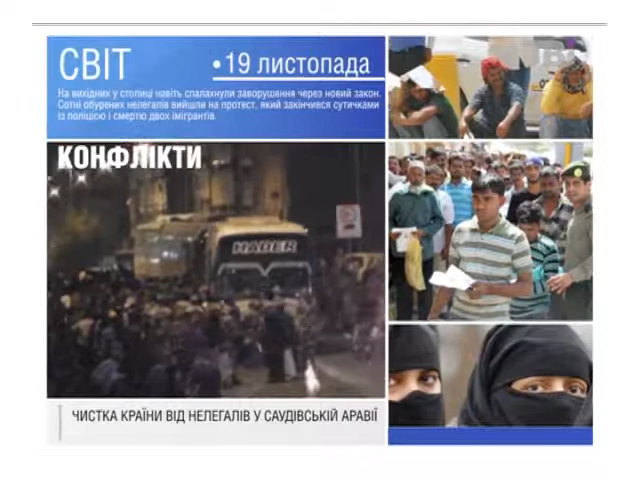 СВІТ
• 19 листопада
На вихідних у столиці навіть спалахнули заворушення через новий закон.
Сотні обурених нелегалів вийшли на протест, який закінчився сутичками
із поліцією і смертю двох імігрантів.
КОНФЛІКТИ
HADER
ЧИСТКА КРАЇНИ ВІД НЕЛЕГАЛІВ У САУДІВСЬКІЙ АРАВІЇ